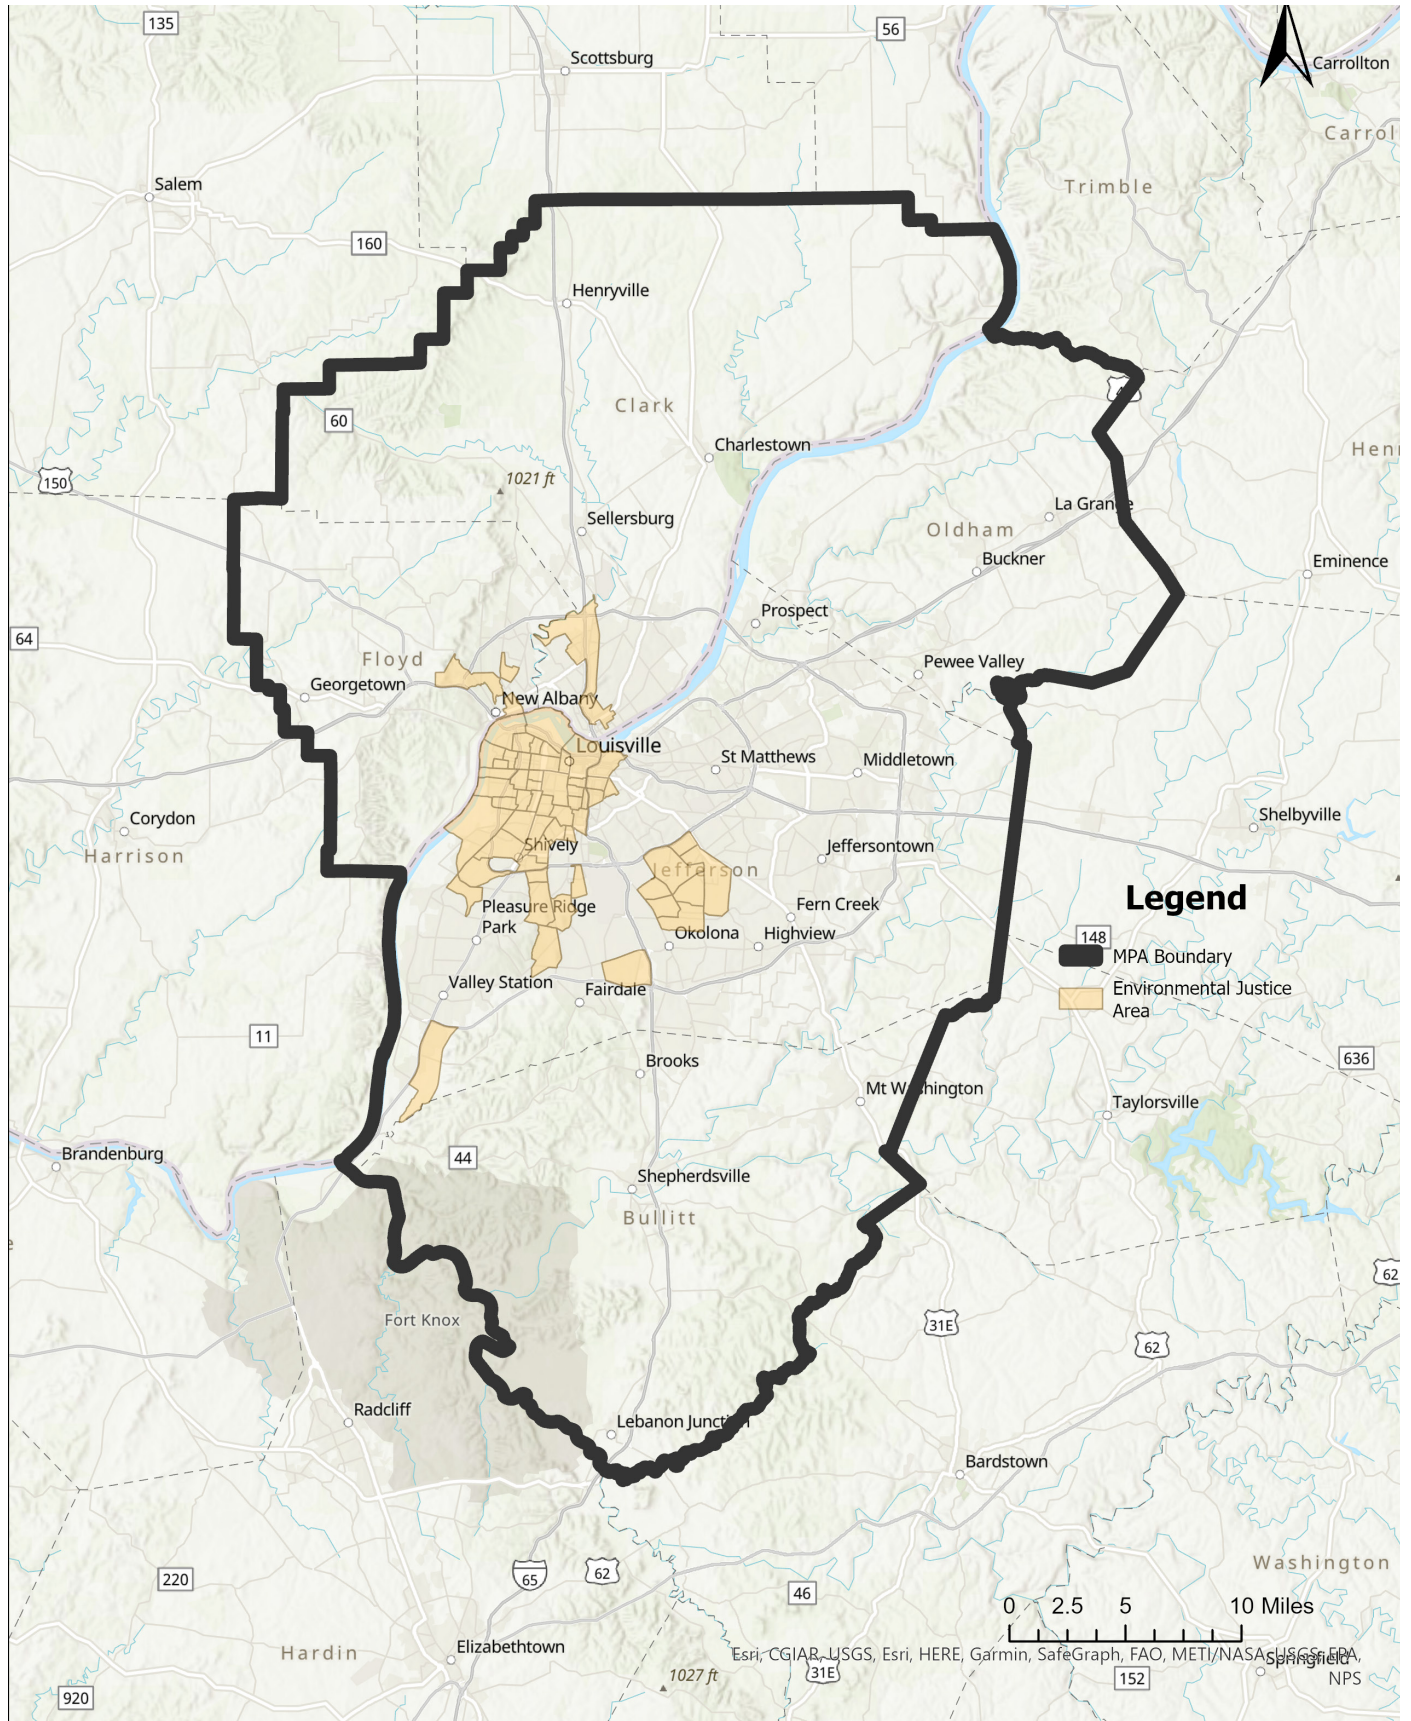 135
56
Scottsburg
Carrollton
Carrol
Salem
Trimble
160
Henryville
60
Clark
Charlestown
Henr
150
1021 ft
La Grange
Sellersburg
Oldham
Buckner
Eminence
Prospect
64
Floyd
Pewee Valley
Georgetown
New Albany
Louisville
St Matthews
Middletown
Corydon
Shelbyville
Harrison
Shively
Jeffersontown
Jefferson
Legend
Pleasure Ridge
Park
Fern Creek
Okolona
Highview
148
MPA Boundary
Valley Station
Fairdale
Environmental Justice
Area
11
Brooks
636
Mt Washington
Taylorsville
Brandenburg
44
Shepherdsville
Bullitt
e
62
Fort Knox
31E
62
Radcliff
Lebanon Junction
Bardstown
Washington
65
62
220
46
0 2.5 5 10 Miles
Hardin
Elizabethtown
Esri, CGIAR, USGS, Esri, HERE, Garmin, SafeGraph, FAO, METI/NASA, USGS, EPA,
NPS
Springfield
31E
1027 ft
152
920